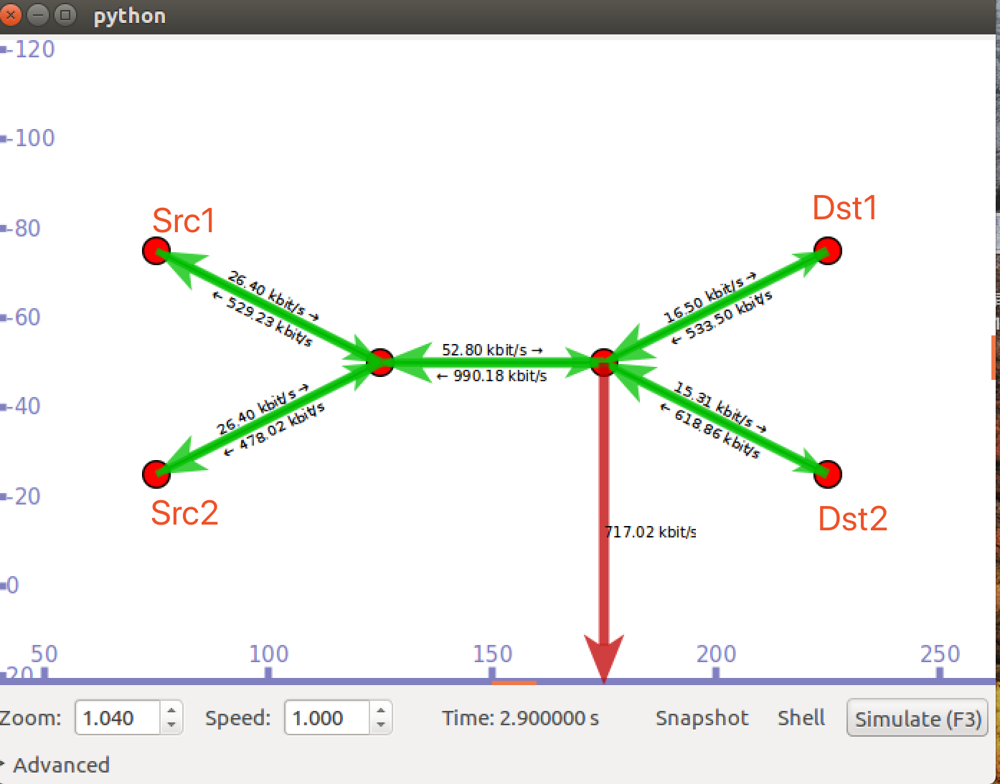 python
-120
-100
-80
-60
-40
-20
0
20
50
100
150
200
250
Src1
Dst1
26.40 kbit/s →
← 529.23 kbit/s
16.50 kbit/s →
← 533.50 kbit/s
52.80 kbit/s →
← 990.18 kbit/s
26.40 kbit/s →
← 478.02 kbit/s
15.31 kbit/s →
← 618.86 kbit/s
Src2
Dst2
717.02 kbit/s
Zoom: 1.040 Speed: 1.000 Time: 2.900000 s Snapshot Shell Simulate (F3)
Advanced